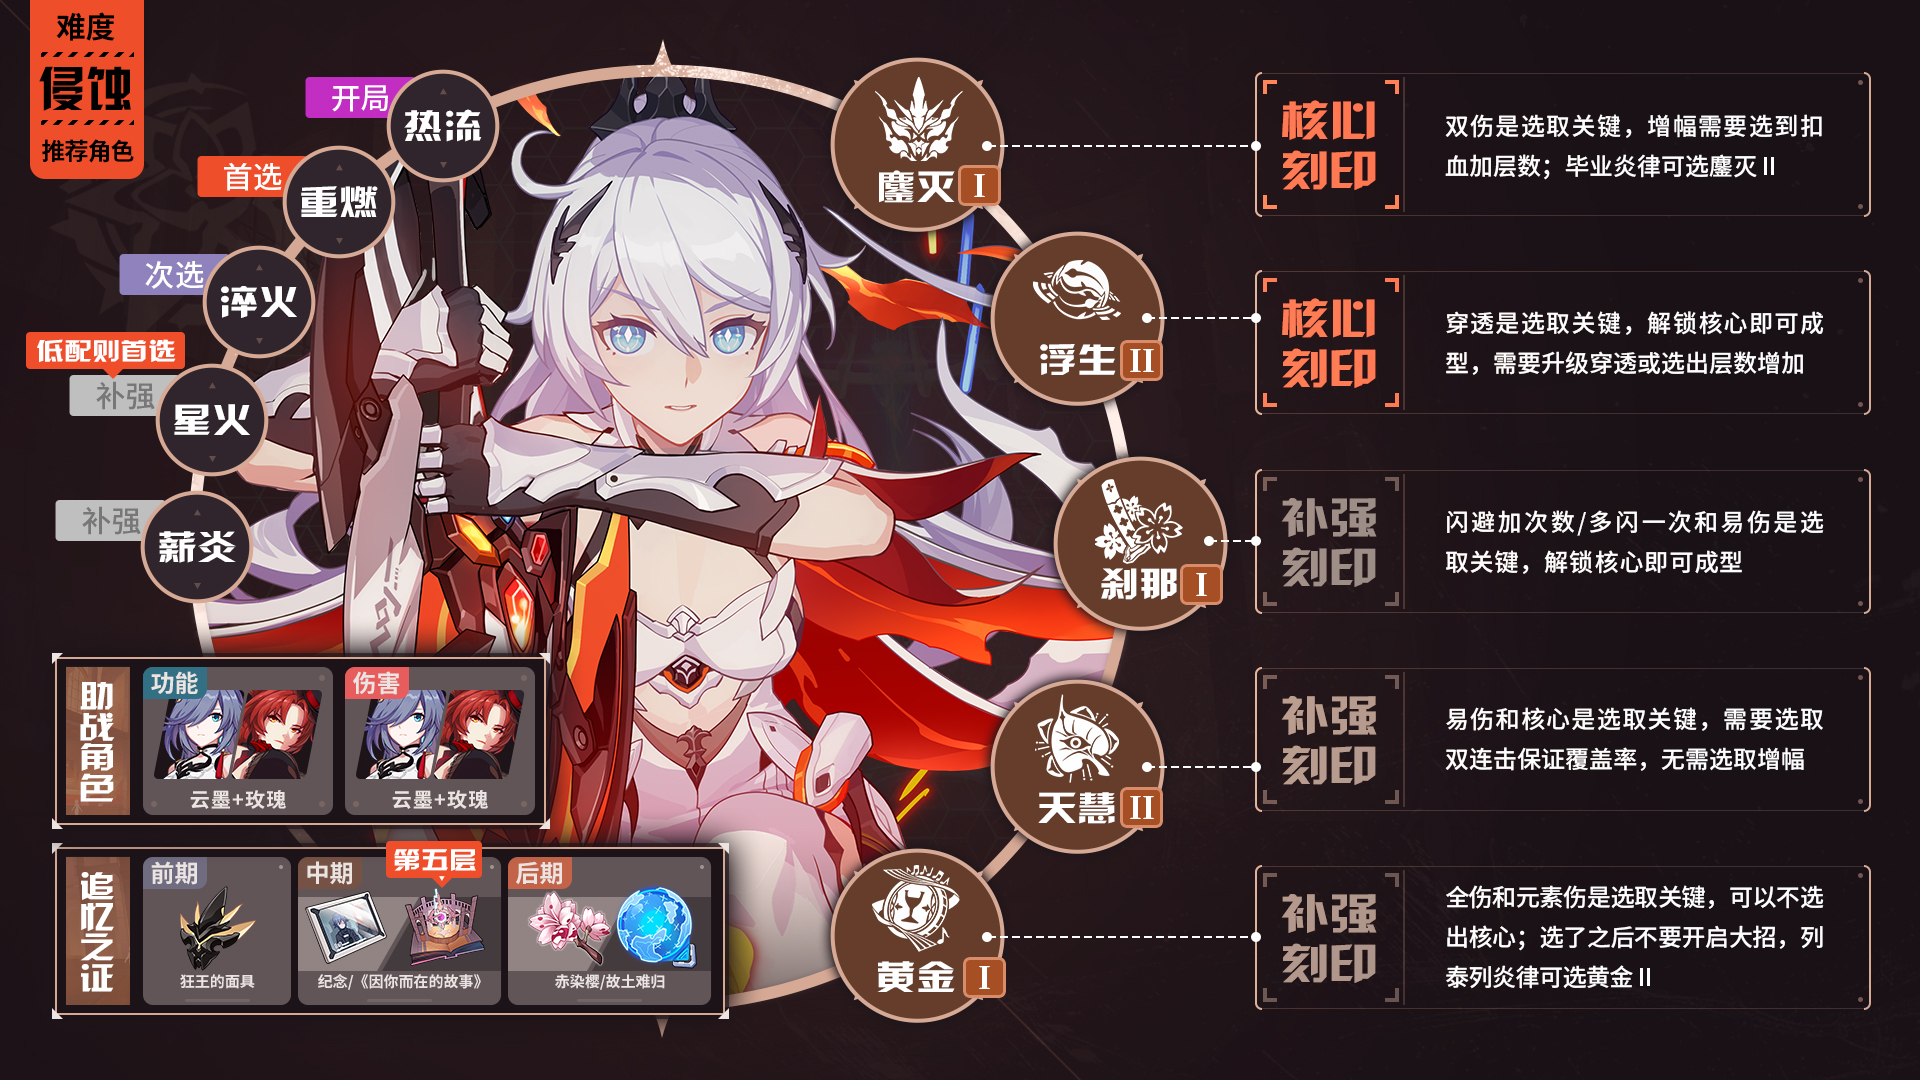 难度
侵蚀
推荐角色
开局
热流
首选
重燃
次选
淬火
低配则首选
补强
星火
补强
薪炎
鏖灭 I
核心
刻印
双伤是选取关键，增幅需要选到扣
血加层数；毕业炎律可选鏖灭 II
浮生 II
核心
刻印
穿透是选取关键，解锁核心即可成
型，需要升级穿透或选出层数增加
刹那 I
补强
刻印
闪避加次数/多闪一次和易伤是选
取关键，解锁核心即可成型
天慧 II
补强
刻印
易伤和核心是选取关键，需要选取
双连击保证覆盖率，无需选取增幅
黄金 I
补强
刻印
全伤和元素伤是选取关键，可以不选
出核心；选了之后不要开启大招，列
泰列炎律可选黄金 II
助战角色
功能
云墨+玫瑰
伤害
云墨+玫瑰
追忆之证
前期
狂王的面具
中期
第五层
纪念/《因你而在的故事》
后期
赤染樱/故土难归